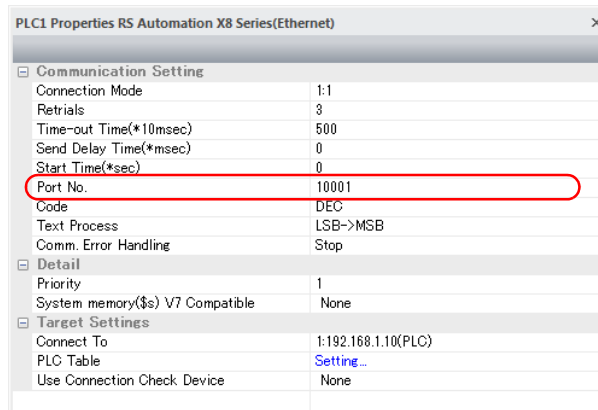 PLC1 Properties RS Automation X8 Series(Ethernet)
Communication Setting
Connection Mode 1:1
Retrials 3
Time-out Time(*10msec) 500
Send Delay Time(*msec) 0
Start Time(*sec) 0
Port No. 10001
Code DEC
Text Process LSB->MSB
Comm. Error Handling Stop
Detail
Priority 1
System memory($s) V7 Compatible None
Target Settings
Connect To 1:192.168.1.10(PLC)
PLC Table Setting...
Use Connection Check Device None